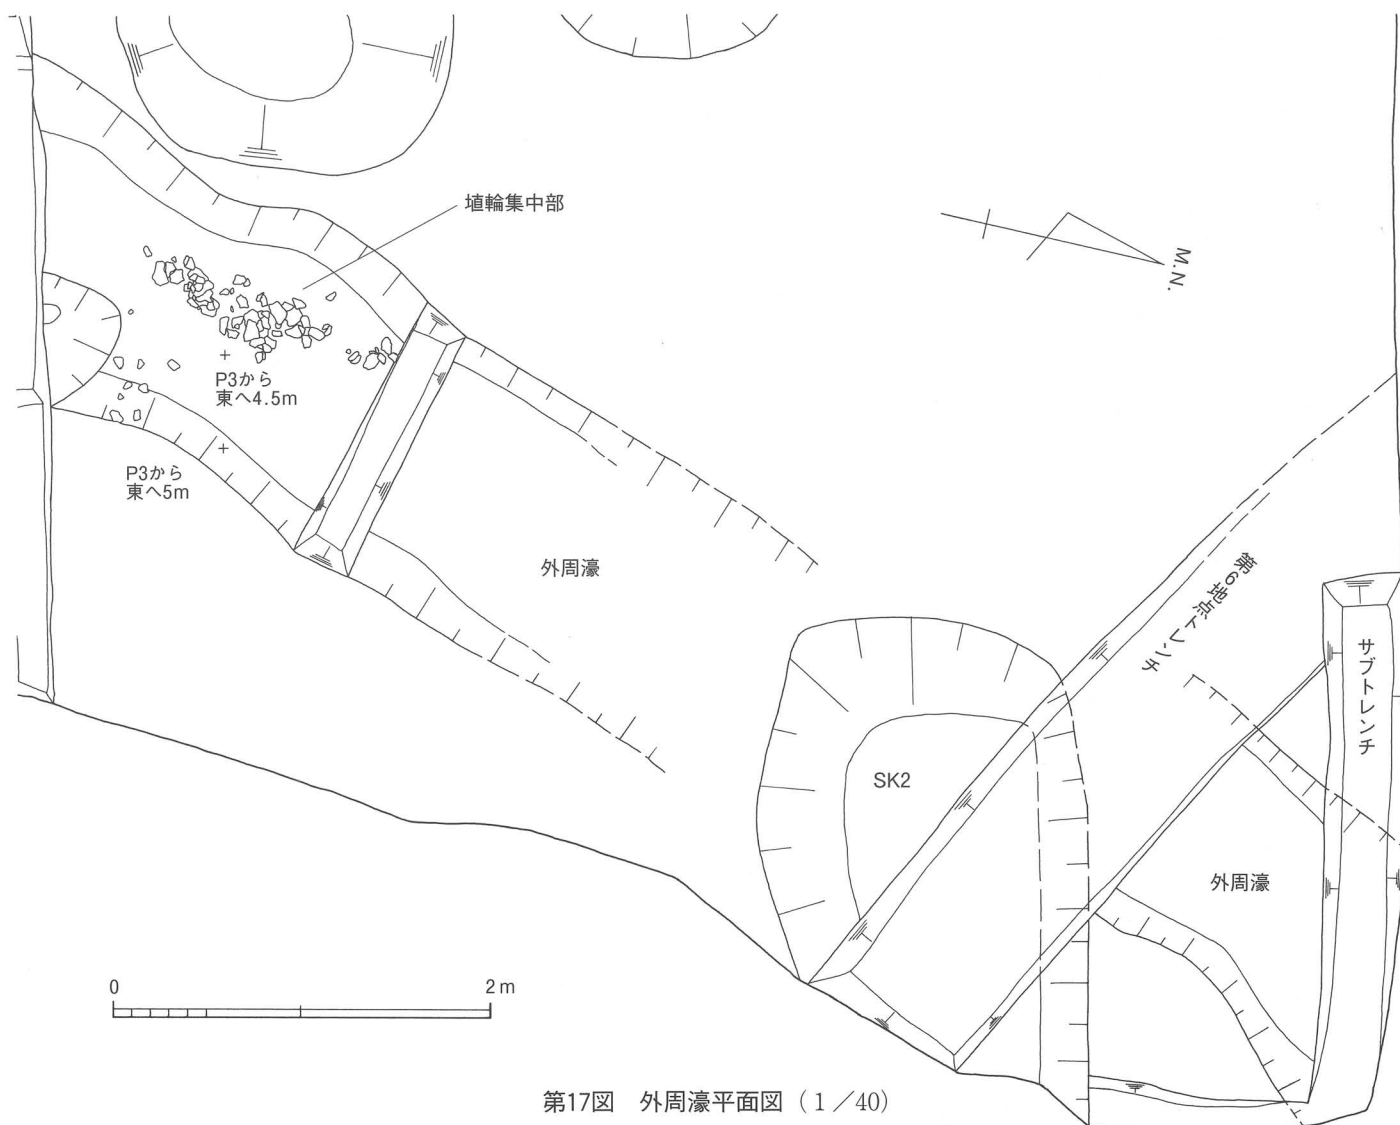 埴輪集中部
M.N.
P3から
東へ4.5m
P3から
東へ5m
外周濠
第6地点トレンチ
サブトレンチ
SK2
外周濠
0 2m
第17図 外周濠平面図（1／40）